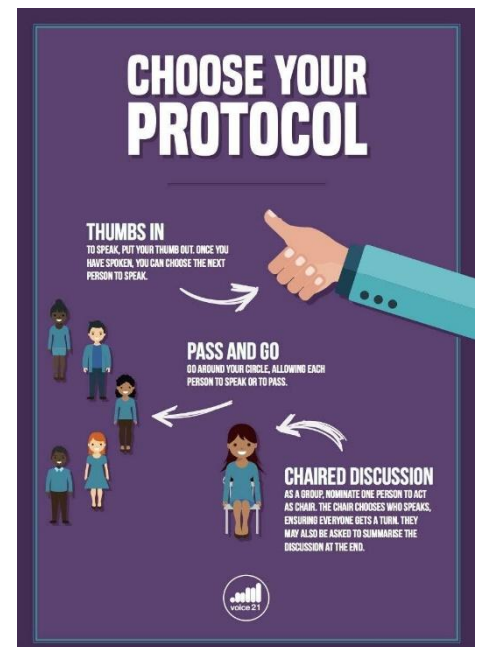 CHOOSE YOUR
PROTOCOL
THUMBS IN
TO SPEAK, PUT YOUR THUMB OUT. ONCE YOU
HAVE SPOKEN, YOU CAN CHOOSE THE NEXT
PERSON TO SPEAK.
PASS AND GO
GO AROUND YOUR CIRCLE, ALLOWING EACH
PERSON TO SPEAK OR TO PASS.
CHAIRED DISCUSSION
AS A GROUP, NOMINATE ONE PERSON TO ACT
AS CHAIR. THE CHAIR CHOOSES WHO SPEAKS,
ENSURING EVERYONE GETS A TURN. THEY
MAY ALSO BE ASKED TO SUMMARISE THE
DISCUSSION AT THE END.
voice 21